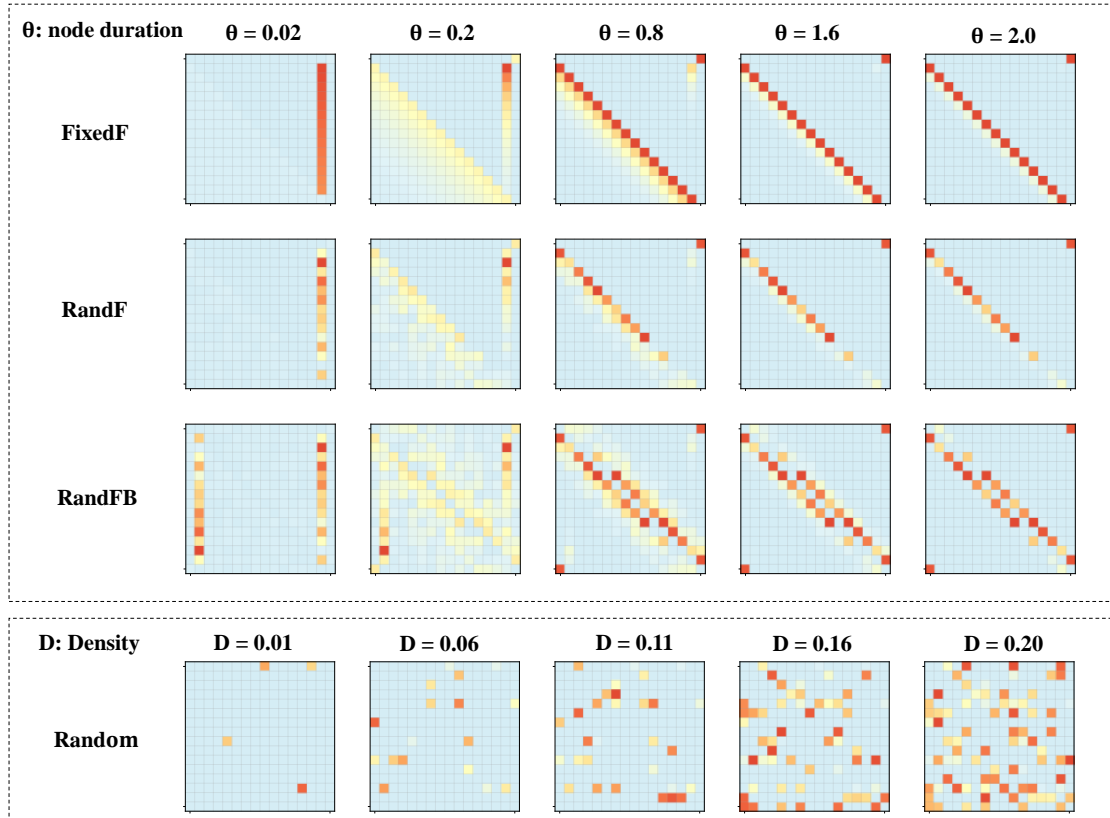 θ: node duration θ = 0.02 θ = 0.2 θ = 0.8 θ = 1.6 θ = 2.0
FixedF
RandF
RandFB
D: Density D = 0.01 D = 0.06 D = 0.11 D = 0.16 D = 0.20
Random